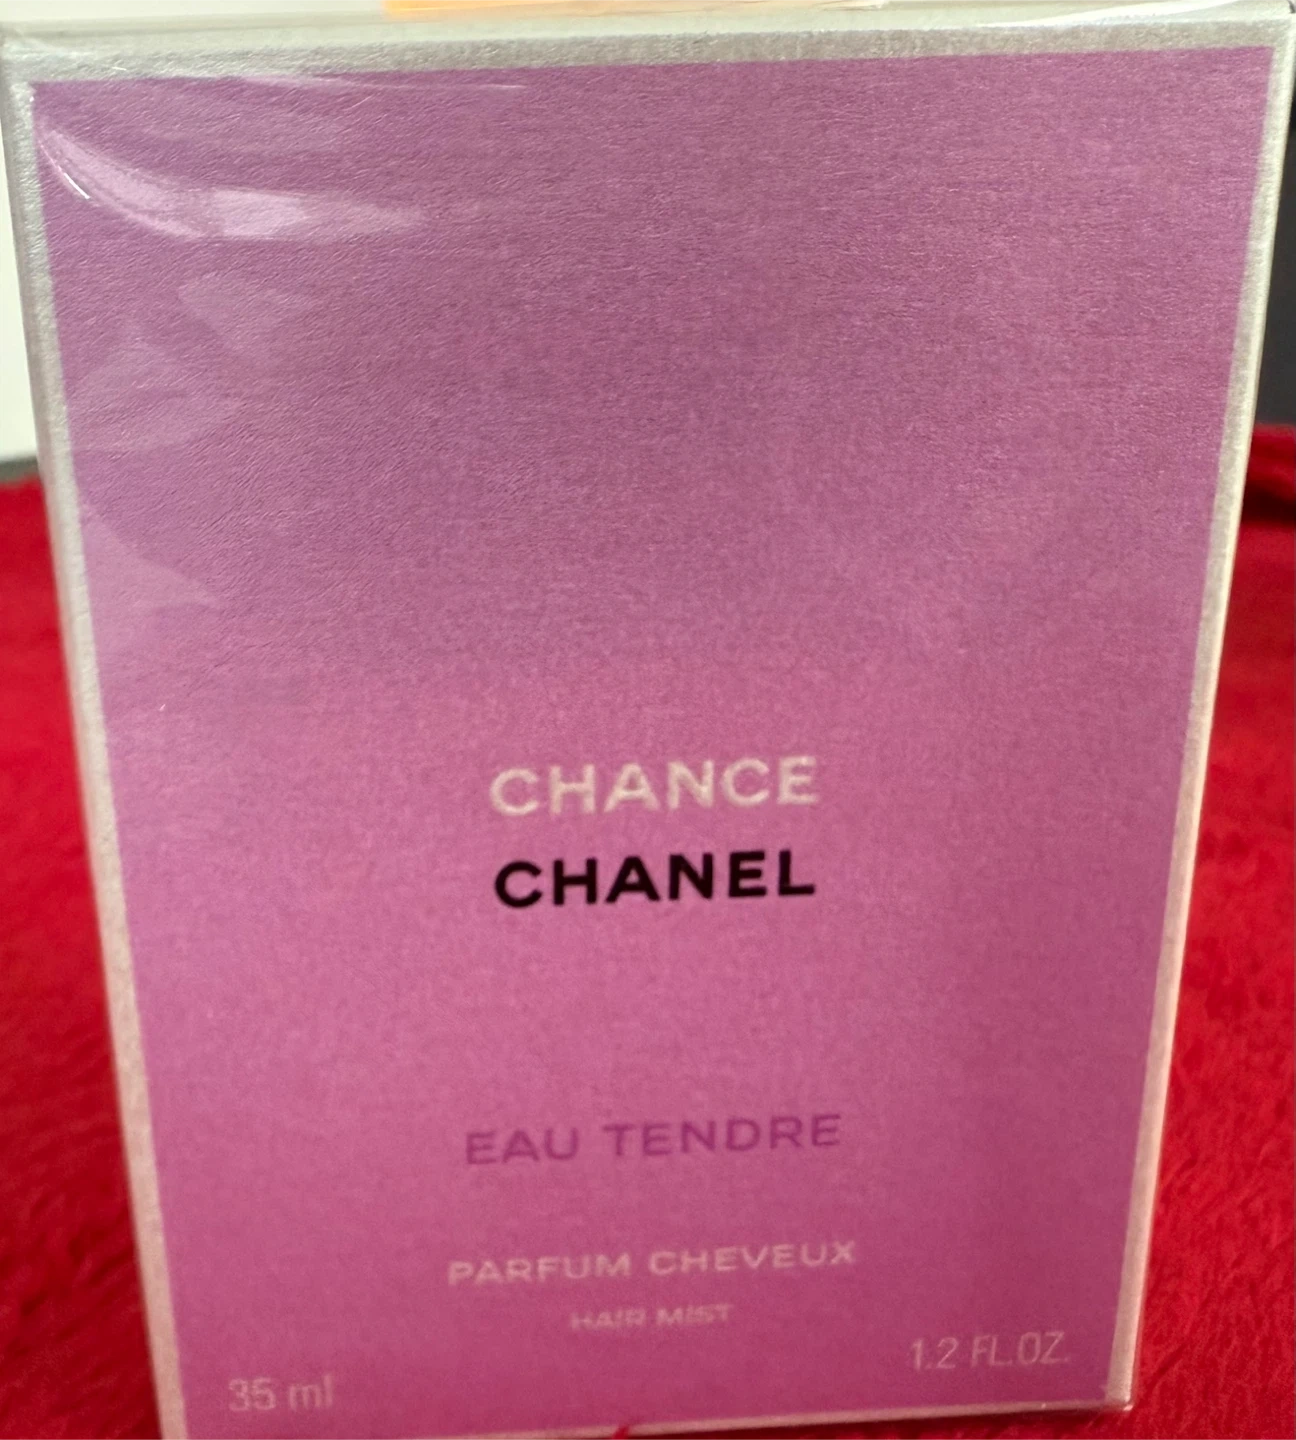 CHANCE
CHANEL
EAU TENDRE
PARFUM CHEVEUX
HAIR MIST
35 ml 1.2 FL.OZ.